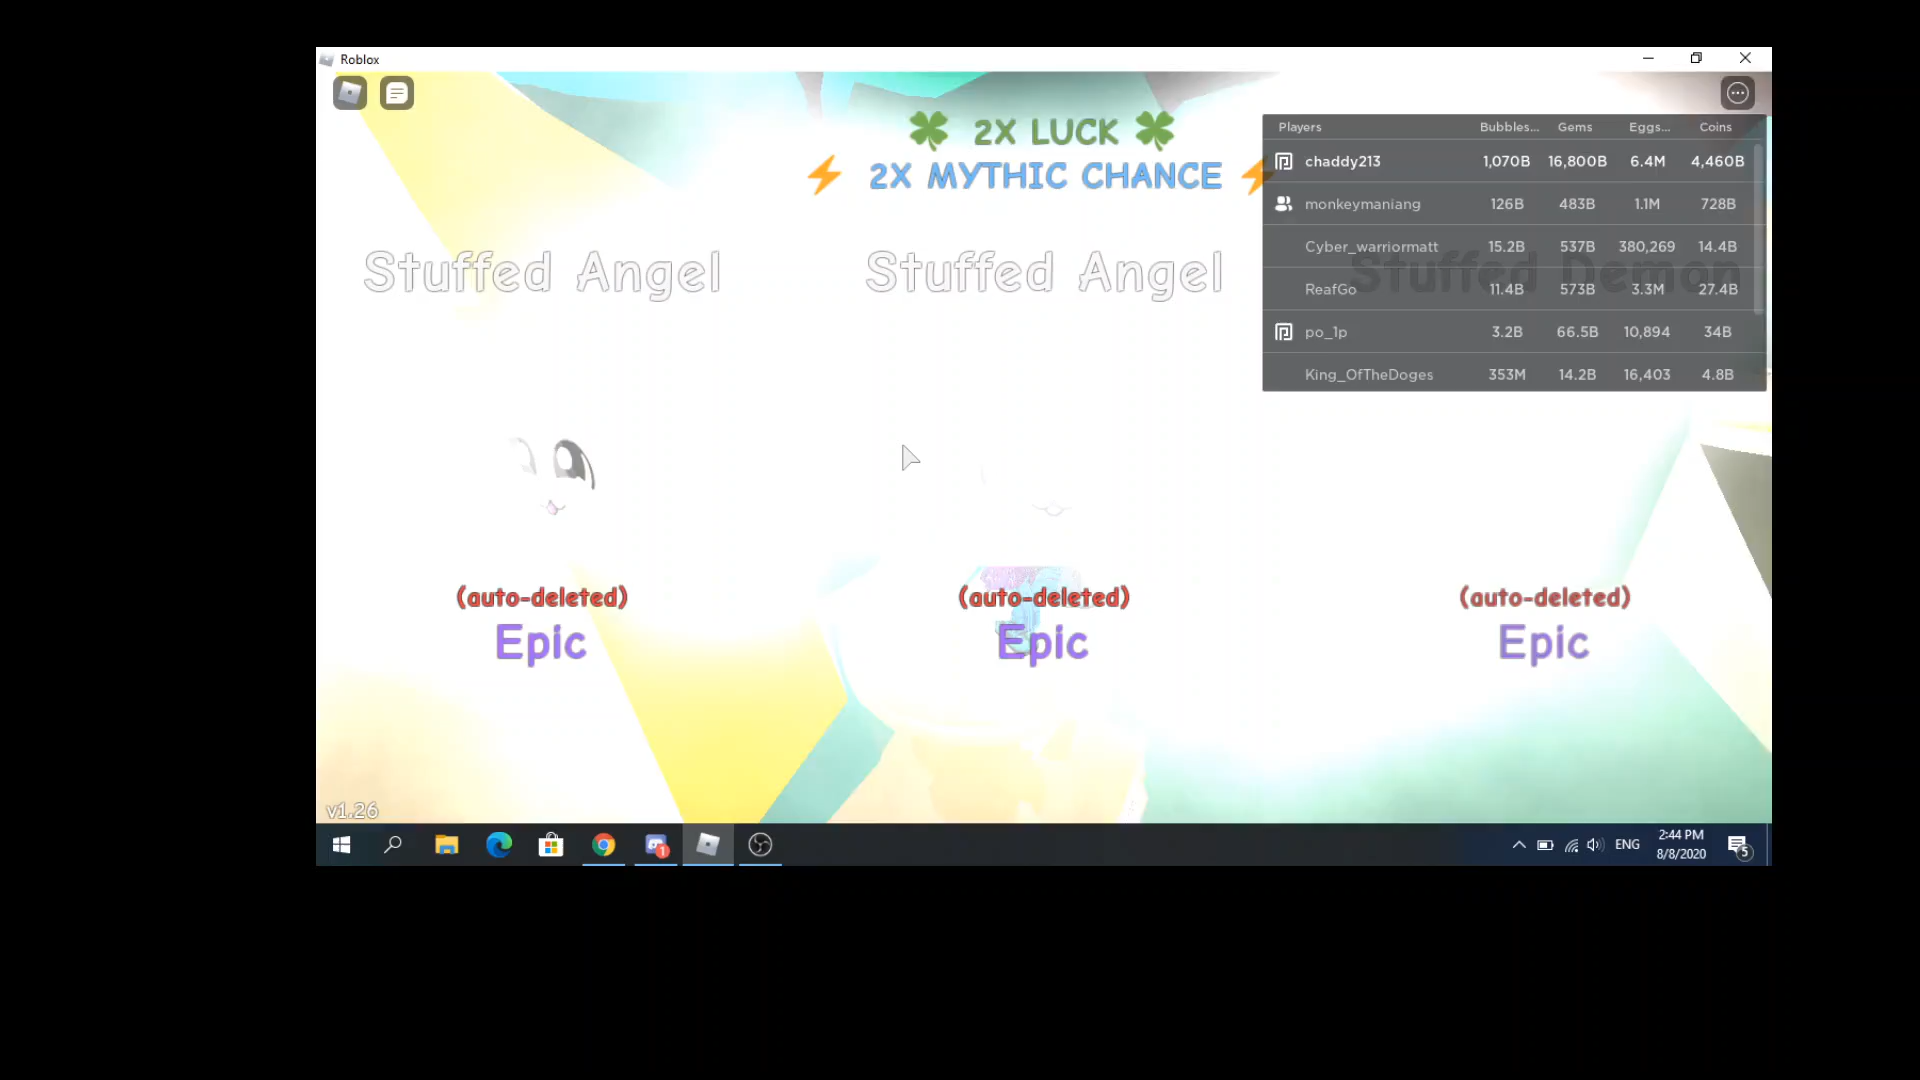 Roblox
2X LUCK
2X MYTHIC CHANCE
Players Bubbles... Gems Eggs... Coins
chaddy213 1,070B 16,800B 6.4M 4,460B
monkeymaniang 126B 483B 1.1M 728B
Cyber_warriormatt 15.2B 537B 380,269 14.4B
ReafGo 11.4B 573B 3.3M 27.4B
po_1p 3.2B 66.5B 10,894 34B
King_OfTheDoges 353M 14.2B 16,403 4.8B
Stuffed Angel Stuffed Angel Stuffed Demon
(auto-deleted) (auto-deleted) (auto-deleted)
Epic Epic Epic
v1.26
1
ENG
2:44 PM
8/8/2020
5